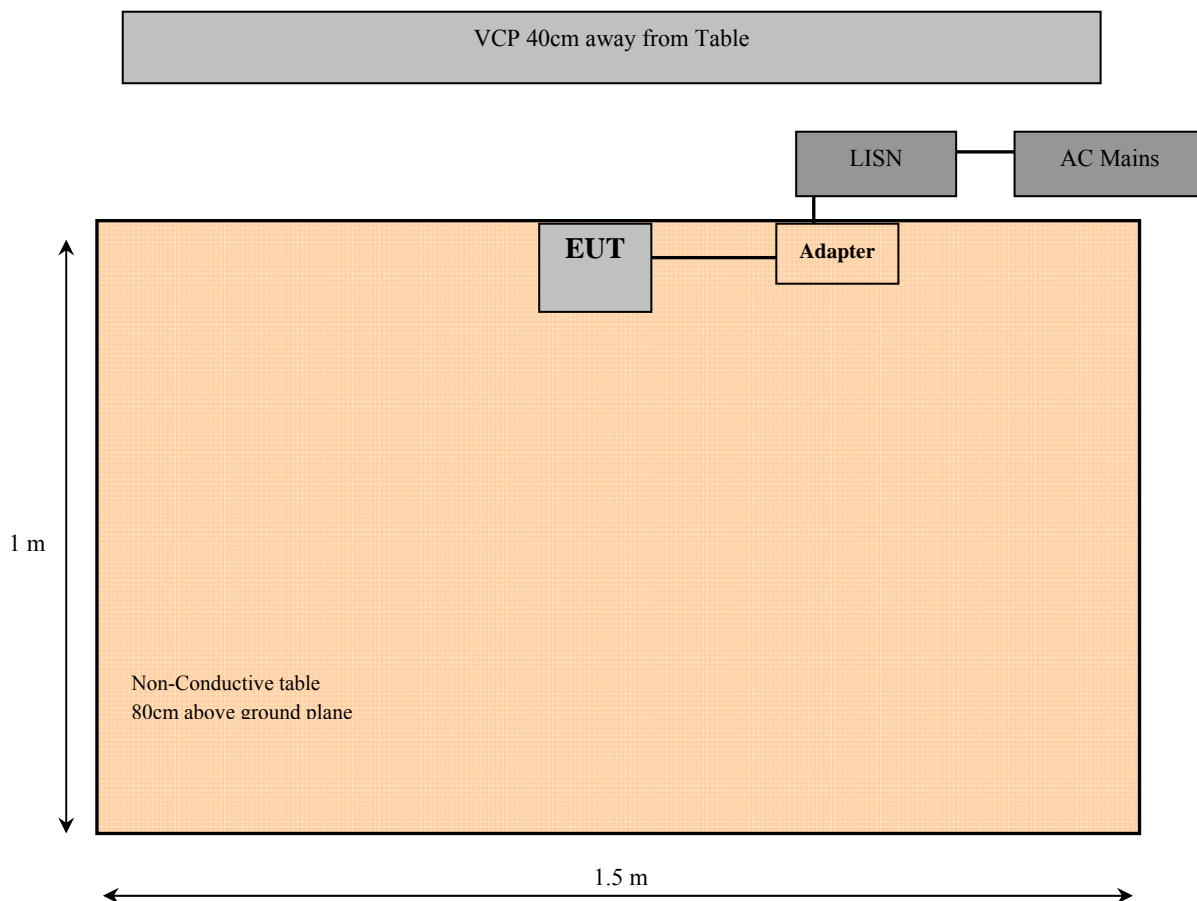 VCP 40cm away from Table
LISN
AC Mains
EUT
Adapter
1 m
Non-Conductive table
80cm above ground plane
1.5 m